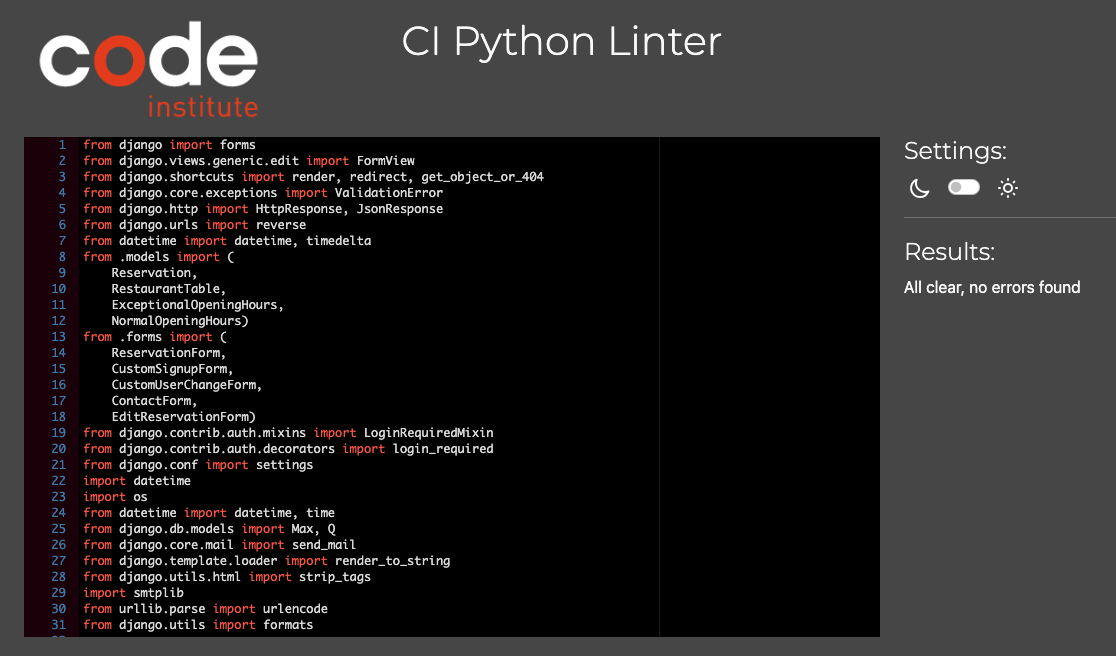 code
institute
CI Python Linter
1 from django import forms
2 from django.views.generic.edit import FormView
3 from django.shortcuts import render, redirect, get_object_or_404
4 from django.core.exceptions import ValidationError
5 from django.http import HttpResponse, JsonResponse
6 from django.urls import reverse
7 from datetime import datetime, timedelta
8 from .models import (
9     Reservation,
10     RestaurantTable,
11     ExceptionalOpeningHours,
12     NormalOpeningHours)
13 from .forms import (
14     ReservationForm,
15     CustomSignupForm,
16     CustomUserChangeForm,
17     ContactForm,
18     EditReservationForm)
19 from django.contrib.auth.mixins import LoginRequiredMixin
20 from django.contrib.auth.decorators import login_required
21 from django.conf import settings
22 import datetime
23 import os
24 from datetime import datetime, time
25 from django.db.models import Max, Q
26 from django.core.mail import send_mail
27 from django.template.loader import render_to_string
28 from django.utils.html import strip_tags
29 import smtplib
30 from urllib.parse import urlencode
31 from django.utils import formats
Settings:
Results:
All clear, no errors found